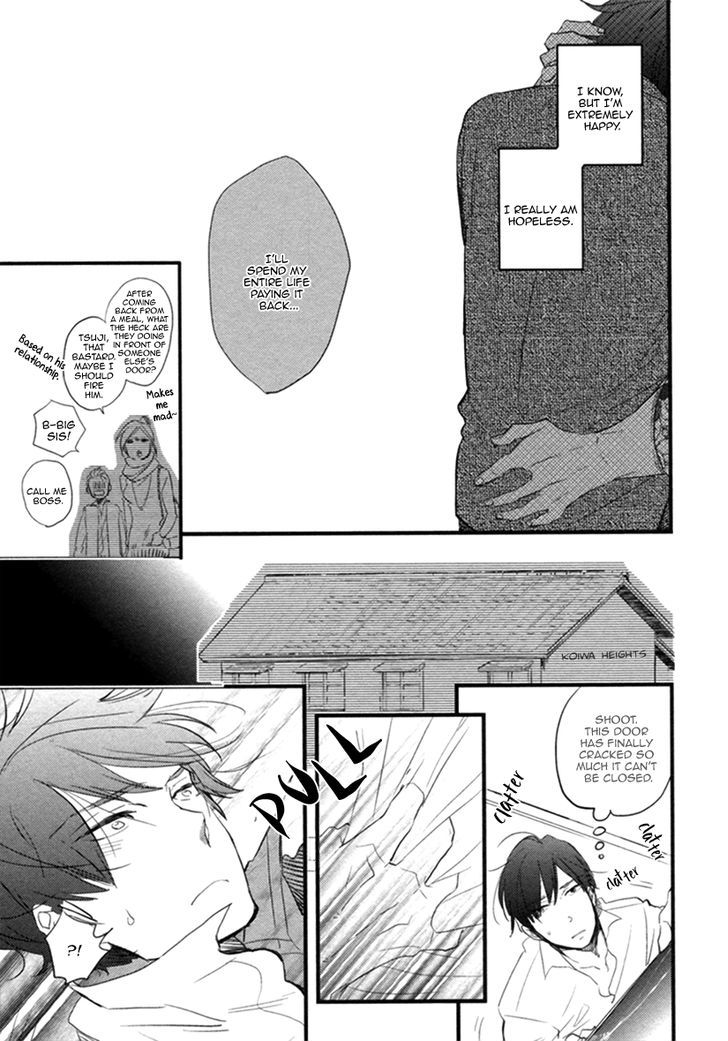 I KNOW,
BUT I'M
EXTREMELY
HAPPY.
I REALLY AM
HOPELESS.
I'LL
SPEND MY
ENTIRE LIFE
PAYING IT
BACK...
AFTER
COMING
BACK FROM
A MEAL, WHAT
THE HECK ARE
THEY DOING
IN FRONT OF
SOMEONE
ELSE'S
DOOR?
TSUJI,
THAT
BASTARD.
MAYBE I
SHOULD
FIRE
HIM.
Based on his
relationship.
Makes
me
mad~
B-BIG
SIS!
CALL ME
BOSS.
KOIWA HEIGHTS
SHOOT.
THIS DOOR
HAS FINALLY
CRACKED SO
MUCH IT CAN'T
BE CLOSED.
clatter
clatter
clatter
PULL
?!